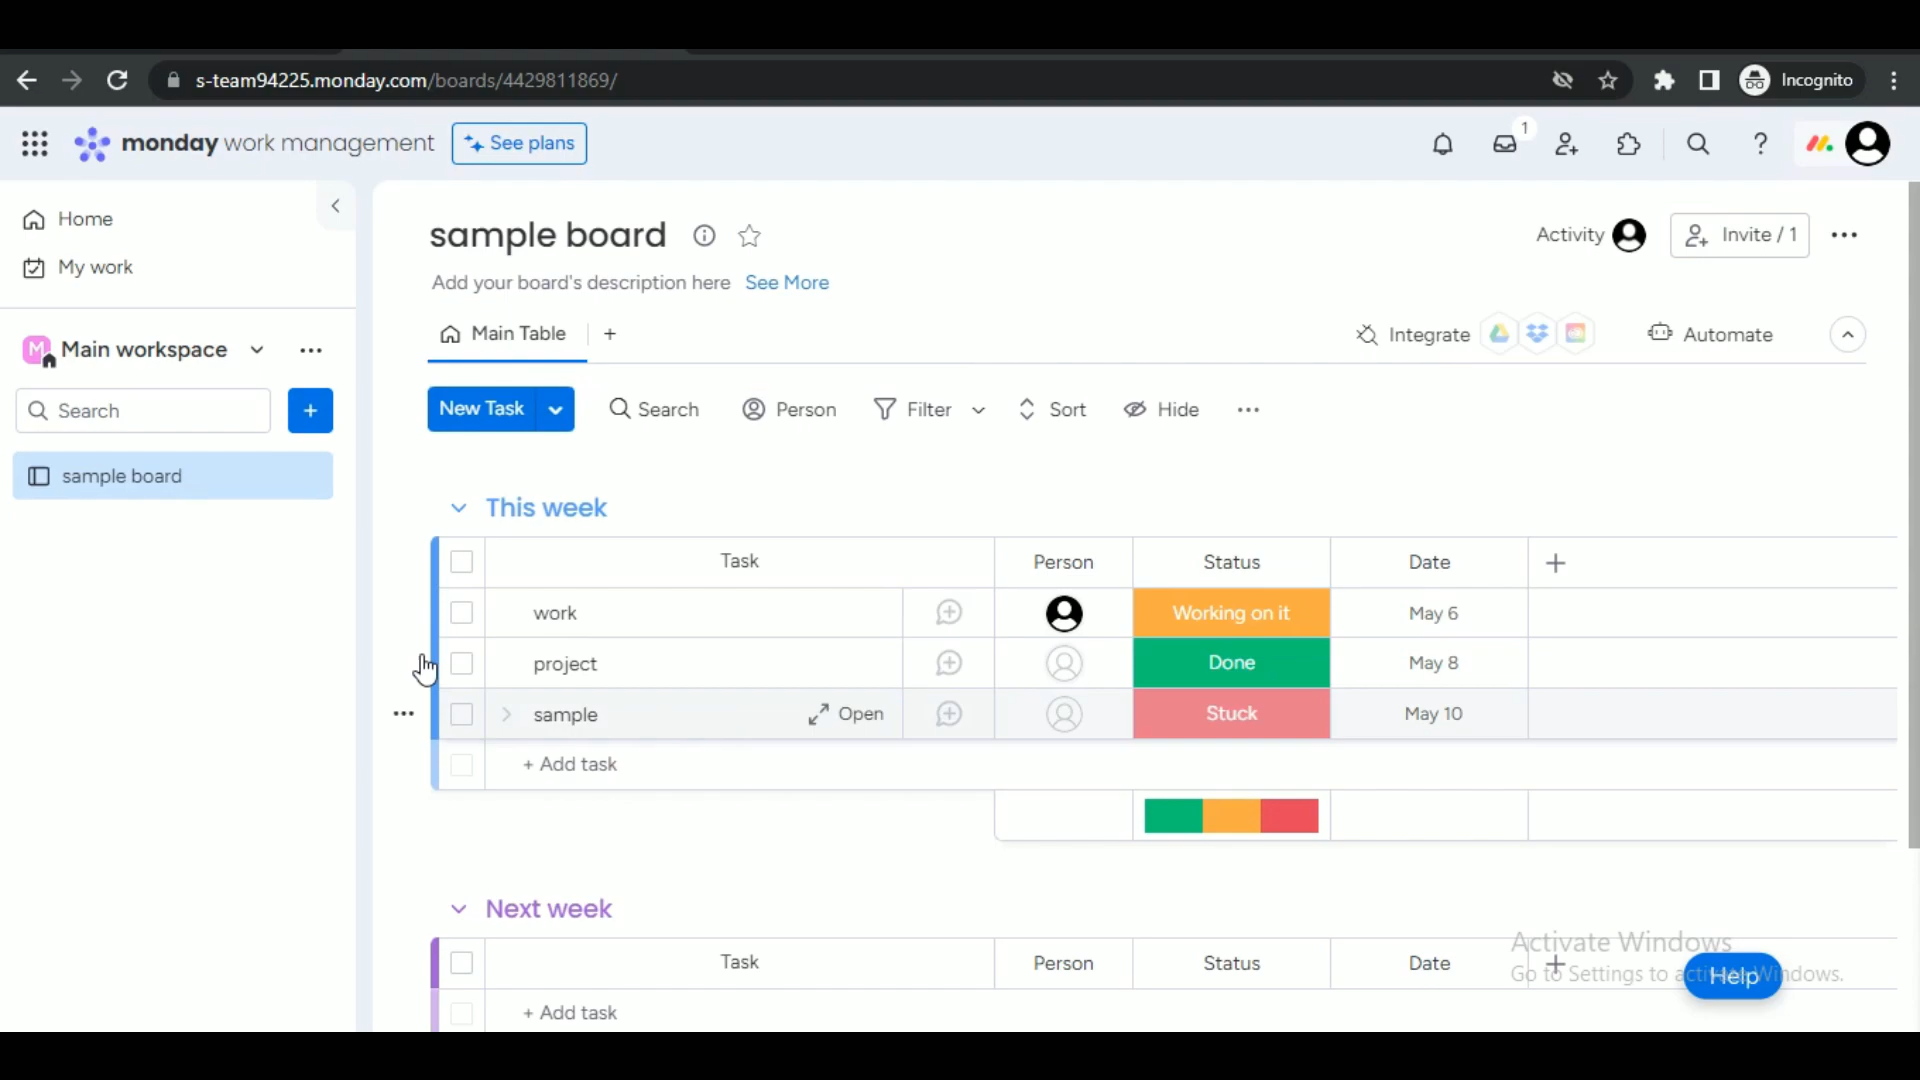 s-team94225.monday.com/boards/4429811869/
Incognito
monday work management
See plans
1
Home
My work
M
Main workspace
Search
+
sample board
sample board
Activity
Invite / 1
Add your board's description here See More
Main Table
+
Integrate
Automate
New Task
Search
Person
Filter
Sort
Hide
This week
Task Person Status Date +
work Working on it May 6
project Done May 8
sample Open Stuck May 10
+ Add task
Next week
Task Person Status Date +
+ Add task
Activate Windows
Go to Settings to activate Windows.
Help